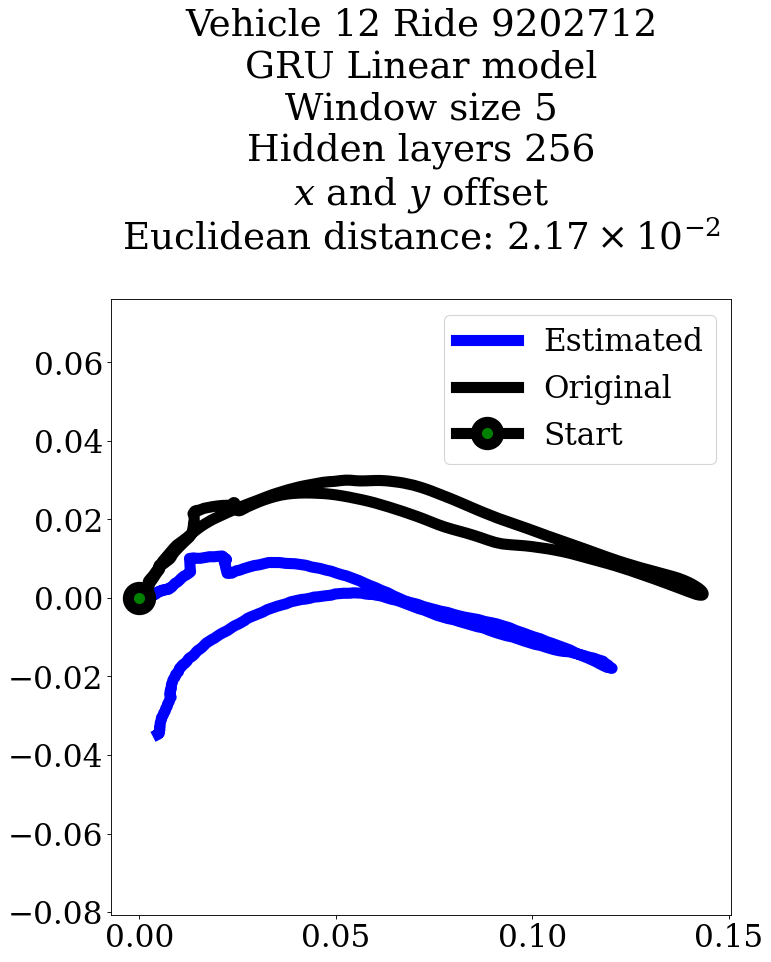 Vehicle 12 Ride 9202712
GRU Linear model
Window size 5
Hidden layers 256
x and y offset
Euclidean distance: 2.17 × 10⁻²
Estimated
Original
Start
0.06
0.04
0.02
0.00
−0.02
−0.04
−0.06
−0.08
0.00 0.05 0.10 0.15